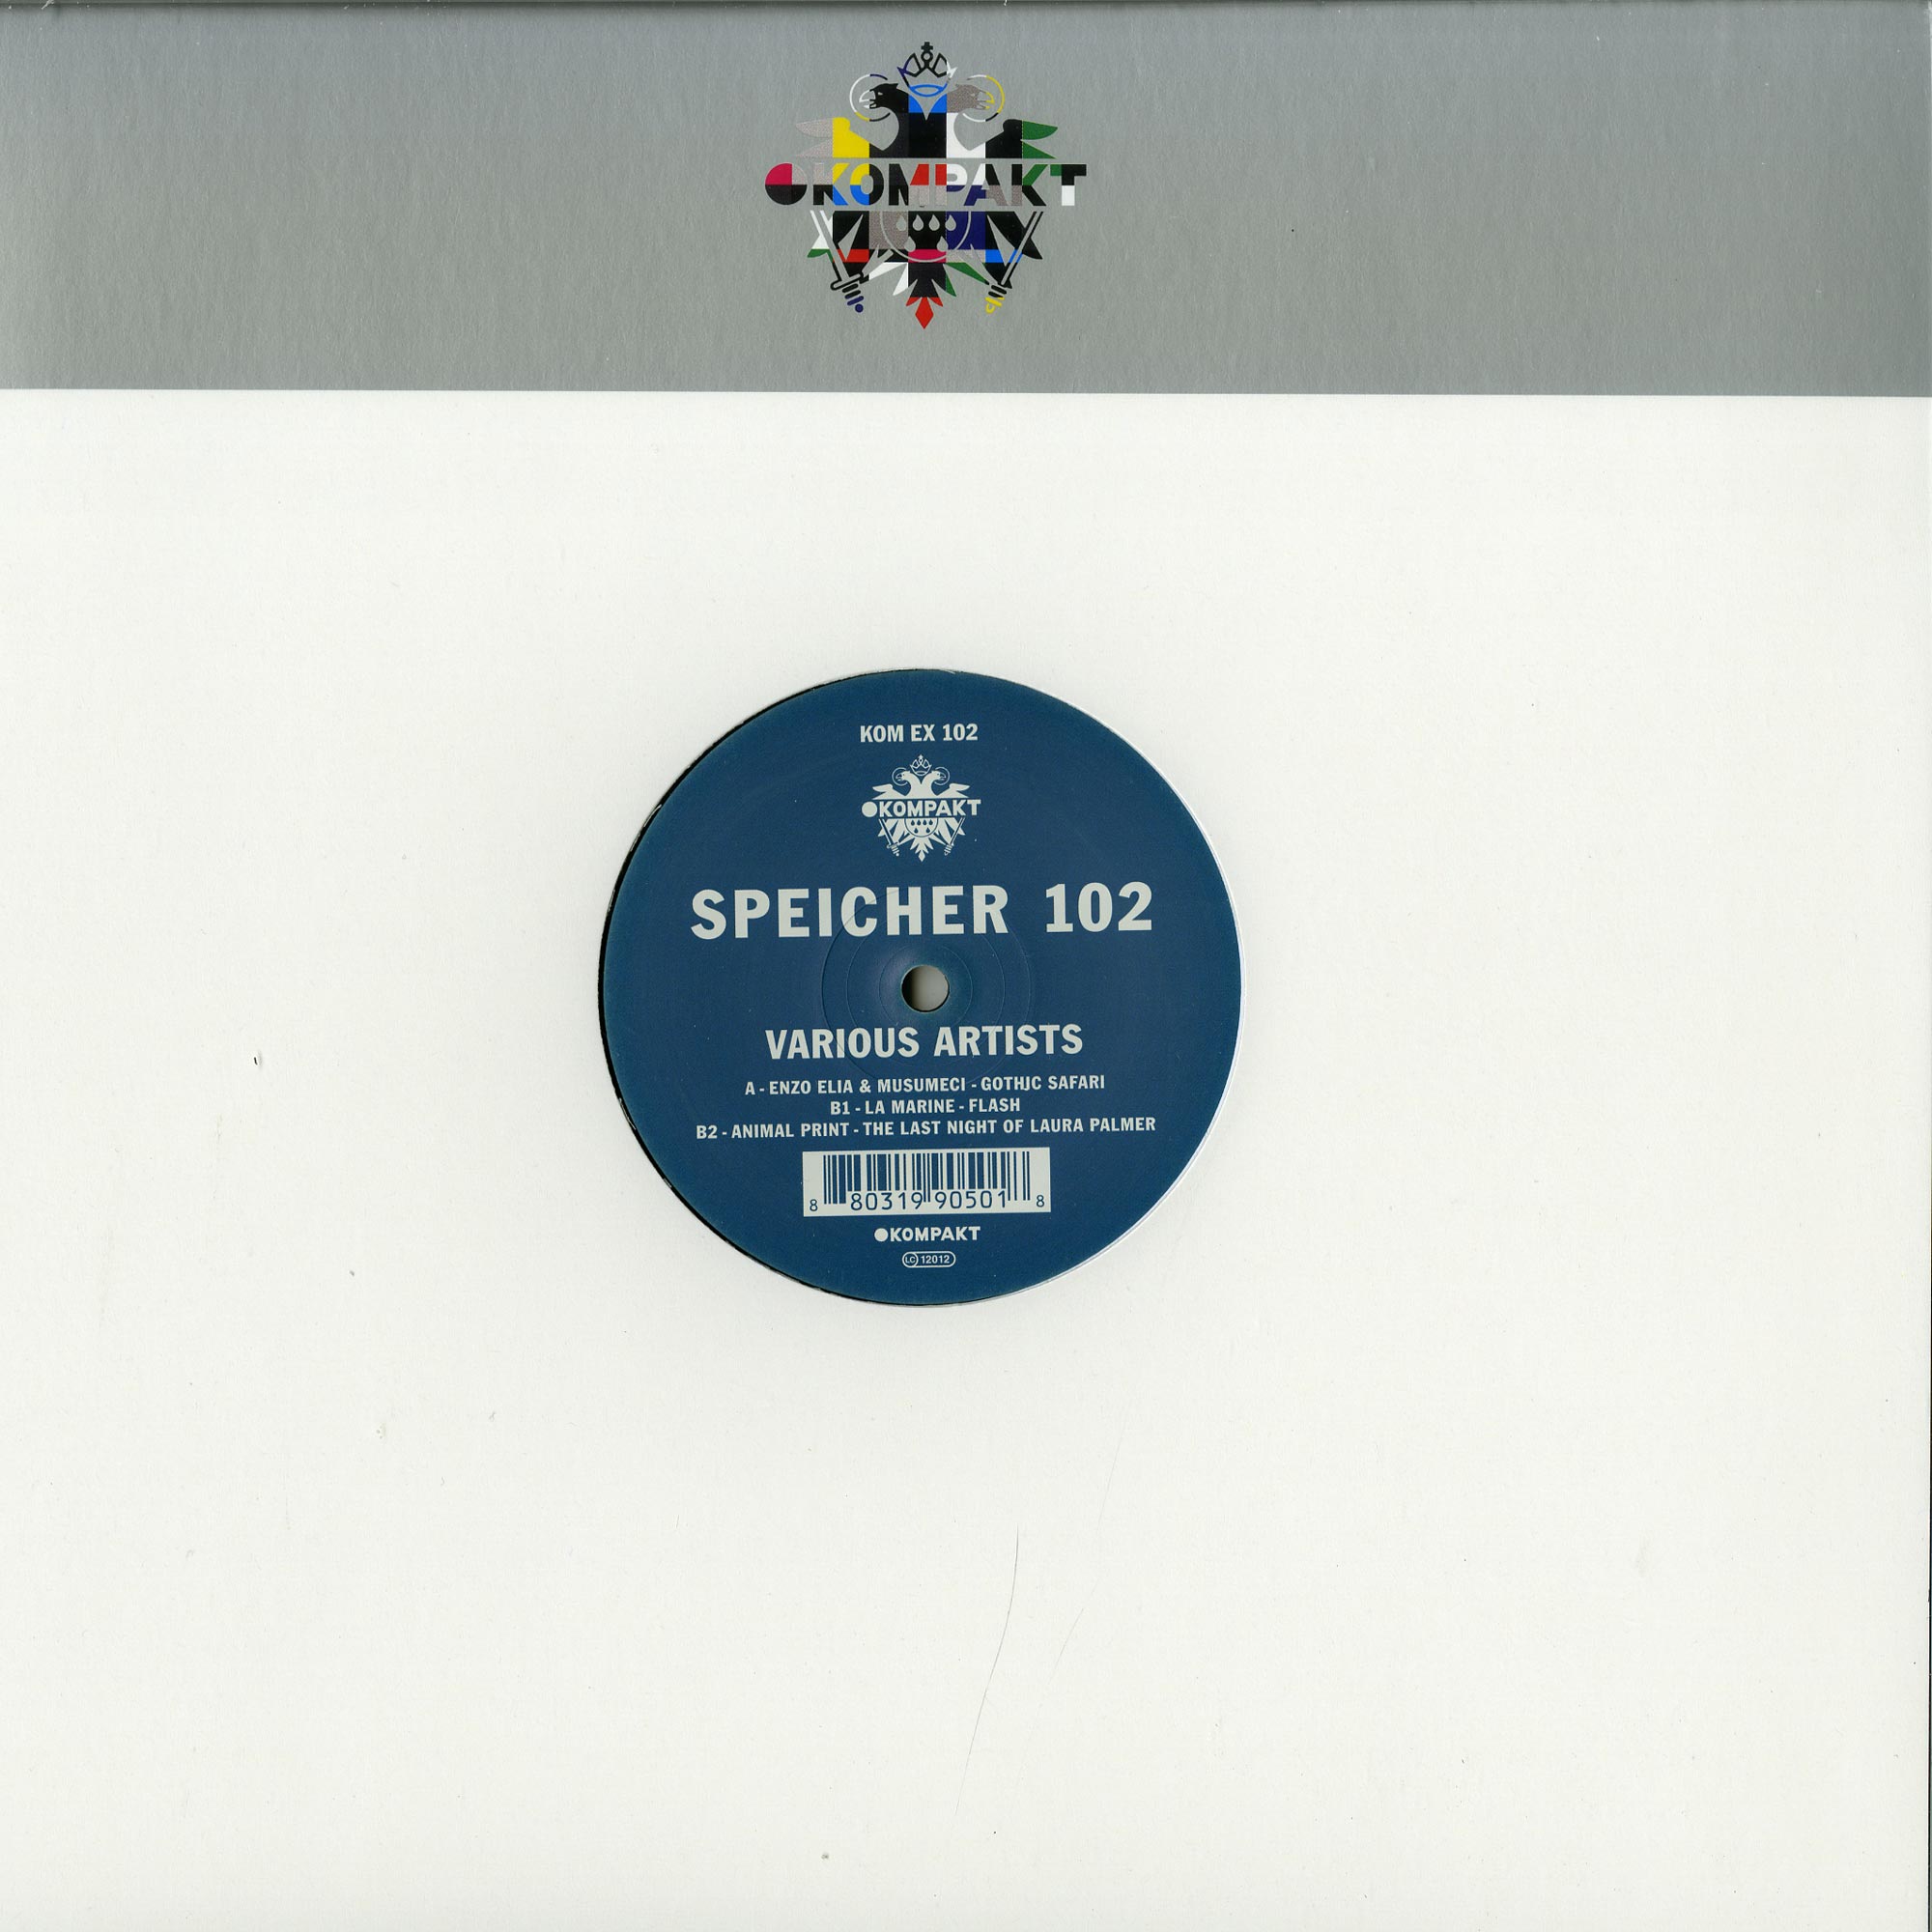 KOMPAKT
KOM EX 102
KOMPAKT
SPEICHER 102
VARIOUS ARTISTS
A - ENZO ELIA & MUSUMECI - GOTHJC SAFARI
B1 - LA MARINE - FLASH
B2 - ANIMAL PRINT - THE LAST NIGHT OF LAURA PALMER
8 80319 90501 8
KOMPAKT
LC 12012